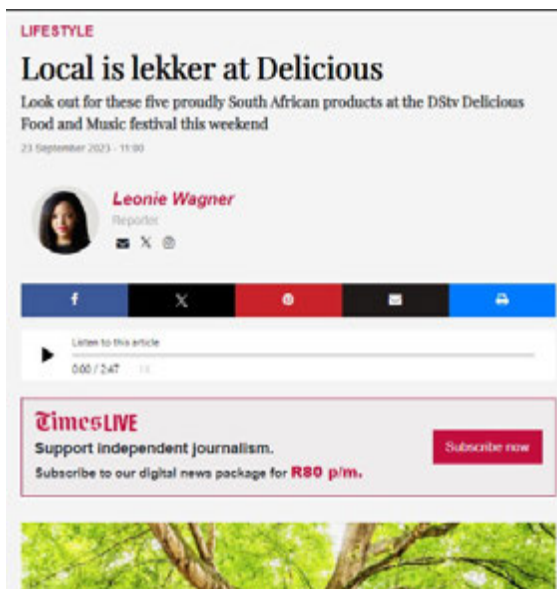 LIFESTYLE
Local is lekker at Delicious
Look out for these five proudly South African products at the DStv Delicious
Food and Music festival this weekend
23 September 2023 - 11:00
Leonie Wagner
Reporter
Listen to this article
0:00 / 2:47
TimesLIVE
Support independent journalism.
Subscribe now
Subscribe to our digital news package for R80 p/m.